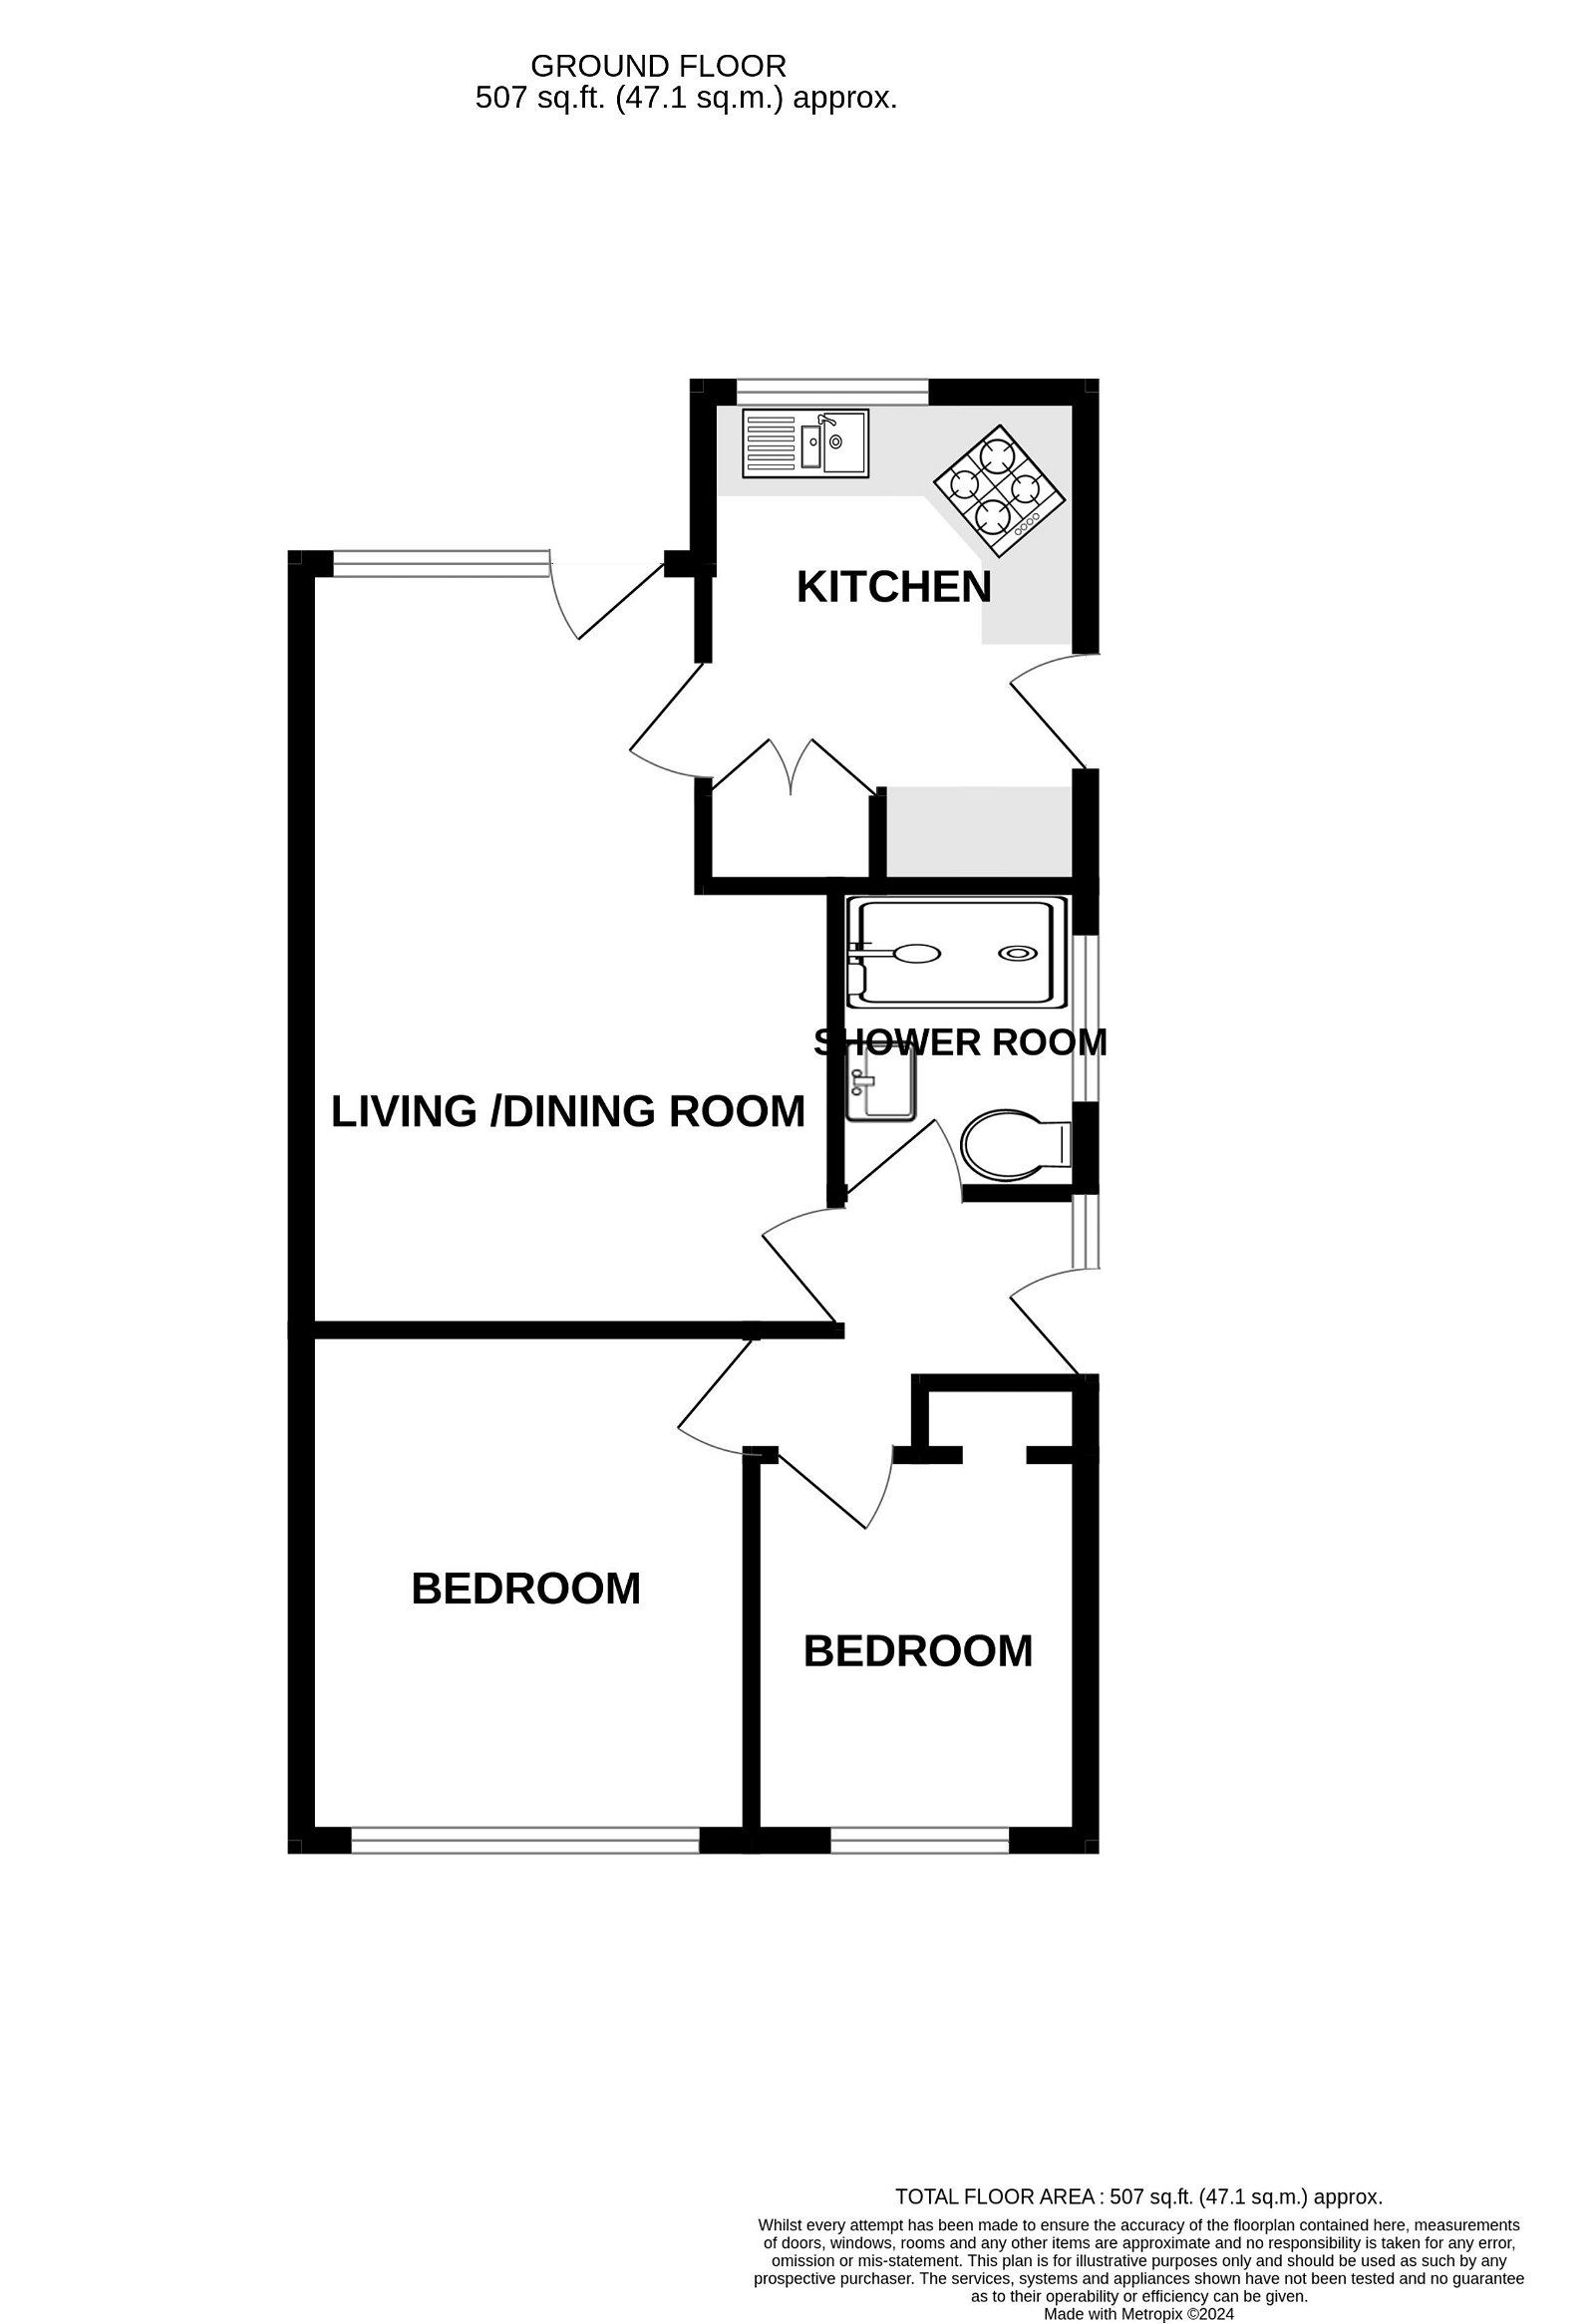 GROUND FLOOR
507 sq.ft. (47.1 sq.m.) approx.
KITCHEN
SHOWER ROOM
LIVING /DINING ROOM
BEDROOM
BEDROOM
TOTAL FLOOR AREA : 507 sq.ft. (47.1 sq.m.) approx.
Whilst every attempt has been made to ensure the accuracy of the floorplan contained here, measurements
of doors, windows, rooms and any other items are approximate and no responsibility is taken for any error,
omission or mis-statement. This plan is for illustrative purposes only and should be used as such by any
prospective purchaser. The services, systems and appliances shown have not been tested and no guarantee
as to their operability or efficiency can be given.
Made with Metropix ©2024